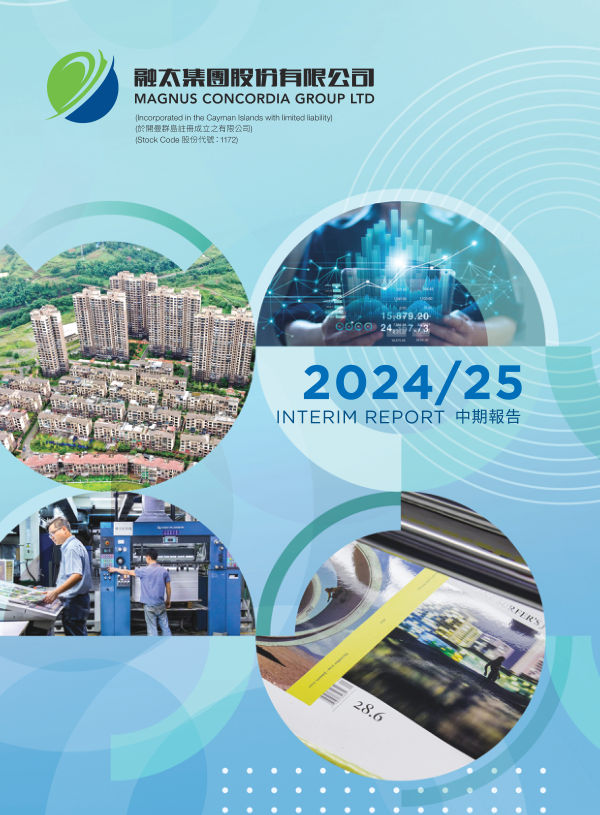 融太集團股份有限公司
MAGNUS CONCORDIA GROUP LTD
(Incorporated in the Cayman Islands with limited liability)
(於開曼群島註冊成立之有限公司)
(Stock Code 股份代號：1172)
15,879.20
2024/25
INTERIM REPORT 中期報告
28.6